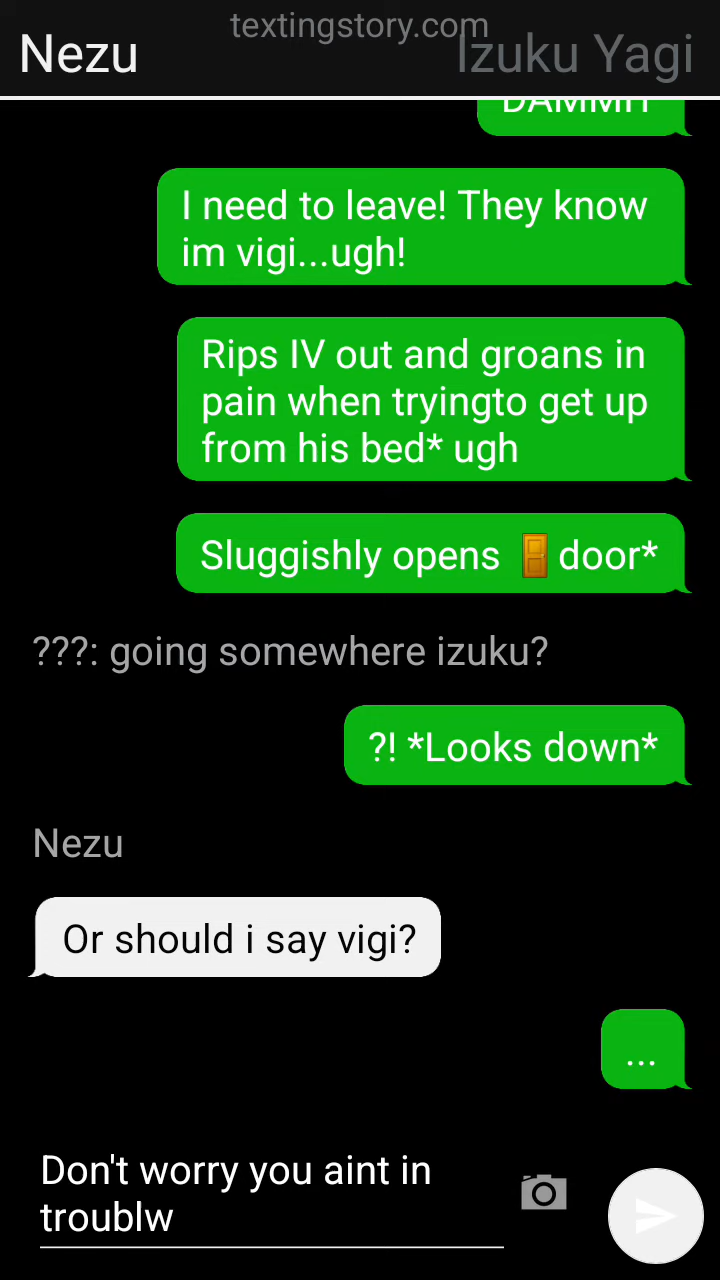 textingstory.com
Nezu
Izuku Yagi
DAMMH
I need to leave! They know
im vigi...ugh!
Rips IV out and groans in
pain when tryingto get up
from his bed* ugh
Sluggishly opens 🚪door*
???: going somewhere izuku?
?! *Looks down*
Nezu
Or should i say vigi?
...
Don't worry you aint in
troublw